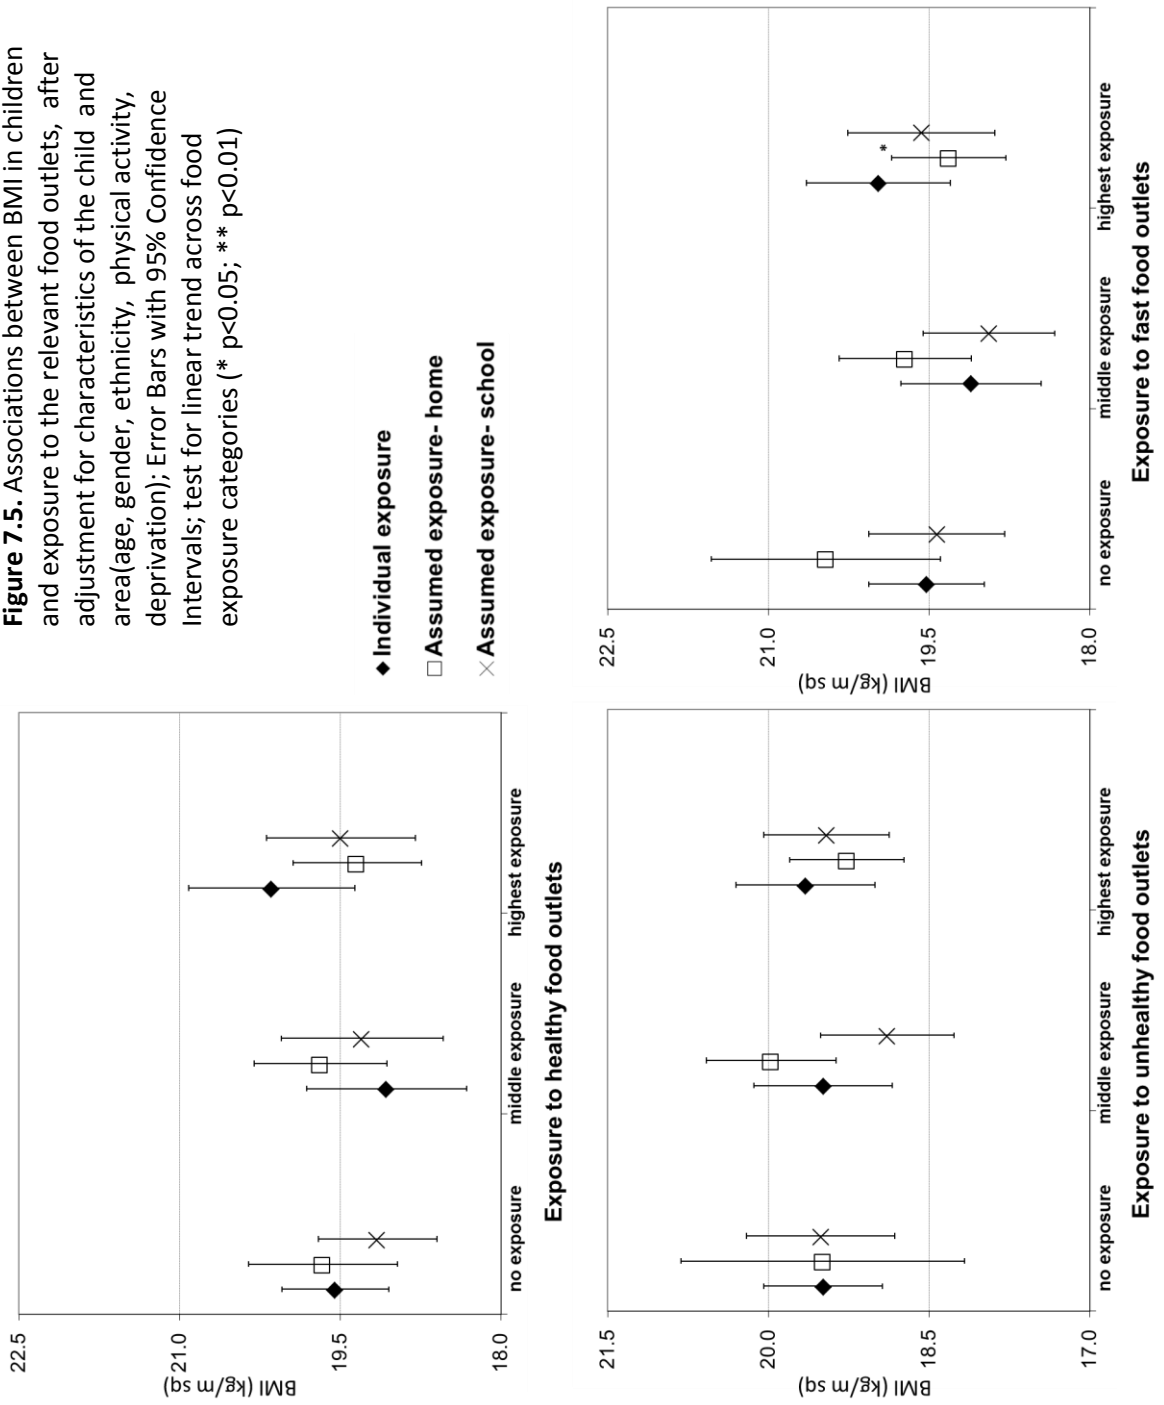 Figure 7.5. Associations between BMI in children
and exposure to the relevant food outlets, after
adjustment for characteristics of the child and
area(age, gender, ethnicity, physical activity,
deprivation); Error Bars with 95% Confidence
Intervals; test for linear trend across food
exposure categories (* p<0.05; ** p<0.01)
Individual exposure
Assumed exposure- home
Assumed exposure- school
22.5
21.0
19.5
18.0
BMI (kg/m sq)
no exposure
middle exposure
highest exposure
Exposure to healthy food outlets
21.5
20.0
18.5
17.0
BMI (kg/m sq)
no exposure
middle exposure
highest exposure
Exposure to unhealthy food outlets
22.5
21.0
19.5
18.0
BMI (kg/m sq)
*
no exposure
middle exposure
highest exposure
Exposure to fast food outlets